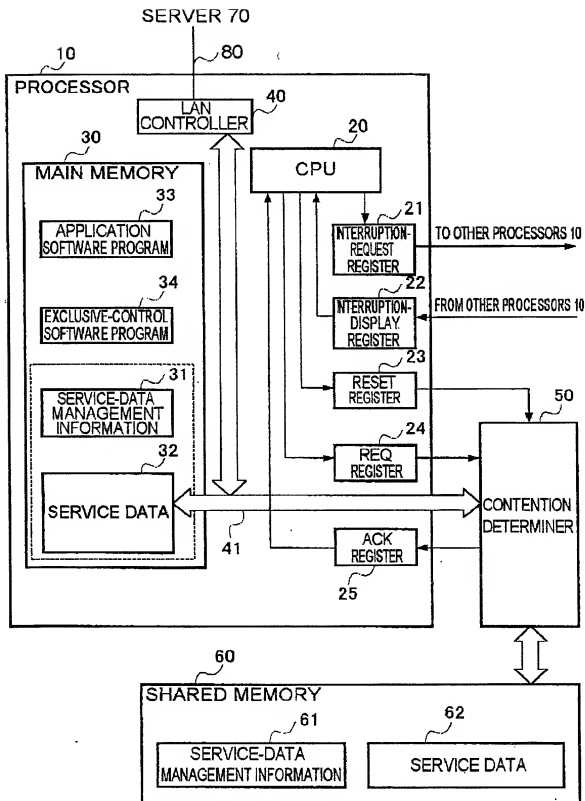 SERVER 70
80
10
PROCESSOR
LAN
CONTROLLER
40
30
MAIN MEMORY
20
CPU
33
APPLICATION
SOFTWARE PROGRAM
21
INTERRUPTION-
REQUEST
REGISTER
TO OTHER PROCESSORS 10
34
EXCLUSIVE-CONTROL
SOFTWARE PROGRAM
22
INTERRUPTION-
DISPLAY
REGISTER
FROM OTHER PROCESSORS 10
31
SERVICE-DATA
MANAGEMENT
INFORMATION
23
RESET
REGISTER
50
CONTENTION
DETERMINER
24
REQ
REGISTER
32
SERVICE DATA
41
ACK
REGISTER
25
60
SHARED MEMORY
61
SERVICE-DATA
MANAGEMENT INFORMATION
62
SERVICE DATA